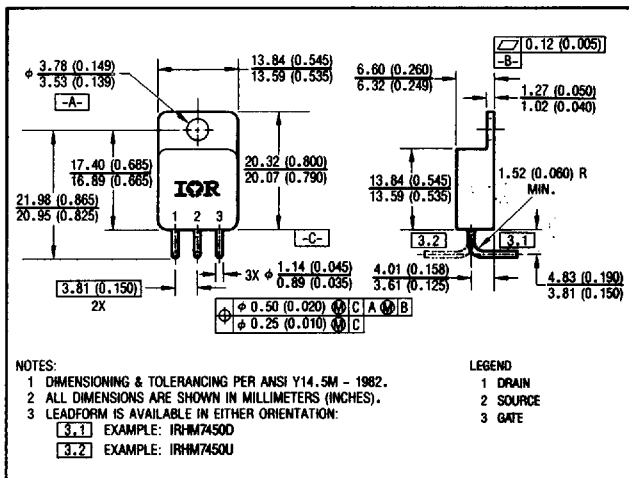 ⏥ 0.12 (0.005)
-B-
φ 3.78 (0.149)
3.53 (0.139)
-A-
13.84 (0.545)
13.59 (0.535)
6.60 (0.260)
6.32 (0.249)
1.27 (0.050)
1.02 (0.040)
17.40 (0.685)
16.89 (0.665)
21.98 (0.865)
20.95 (0.825)
20.32 (0.800)
20.07 (0.790)
IOR
1 2 3
-C-
13.84 (0.545)
13.59 (0.535)
1.52 (0.060) R
MIN.
3.2
3.1
3.81 (0.150)
2X
3X φ 1.14 (0.045)
0.89 (0.035)
4.01 (0.158)
3.61 (0.125)
4.83 (0.190)
3.81 (0.150)
⌖ φ 0.50 (0.020) Ⓜ C A Ⓜ B
φ 0.25 (0.010) Ⓜ C
NOTES:
1 DIMENSIONING & TOLERANCING PER ANSI Y14.5M - 1982.
2 ALL DIMENSIONS ARE SHOWN IN MILLIMETERS (INCHES).
3 LEADFORM IS AVAILABLE IN EITHER ORIENTATION:
3.1 EXAMPLE: IRHM7450D
3.2 EXAMPLE: IRHM7450U
LEGEND
1 DRAIN
2 SOURCE
3 GATE